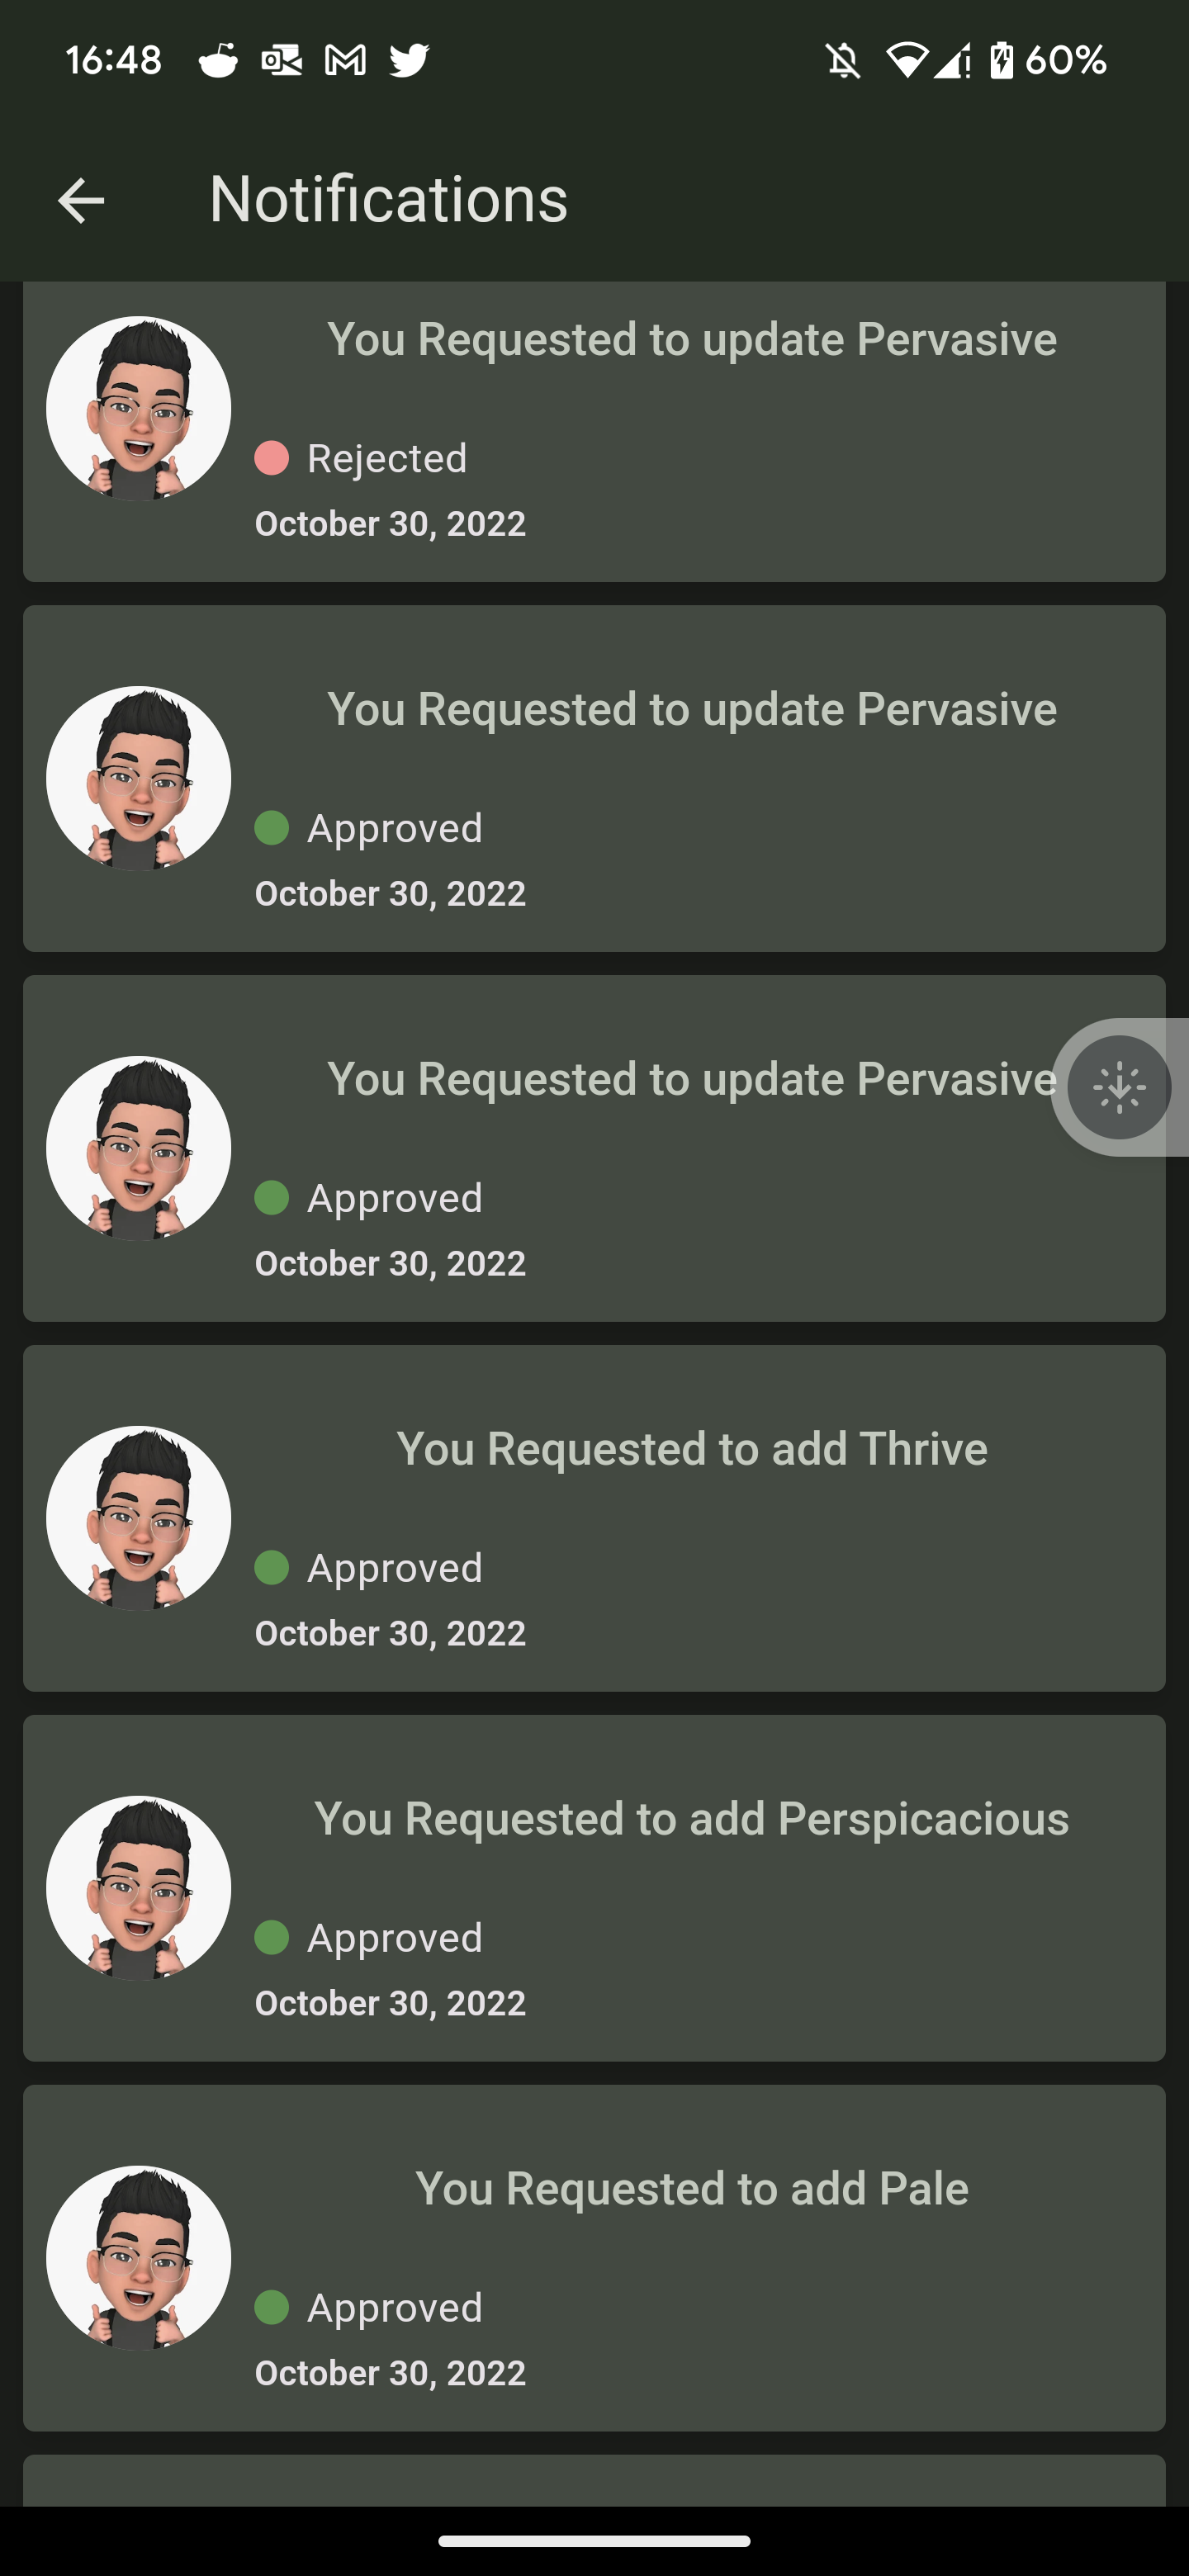 16:48 60%
Notifications
You Requested to update Pervasive
Rejected
October 30, 2022
You Requested to update Pervasive
Approved
October 30, 2022
You Requested to update Pervasive
Approved
October 30, 2022
You Requested to add Thrive
Approved
October 30, 2022
You Requested to add Perspicacious
Approved
October 30, 2022
You Requested to add Pale
Approved
October 30, 2022